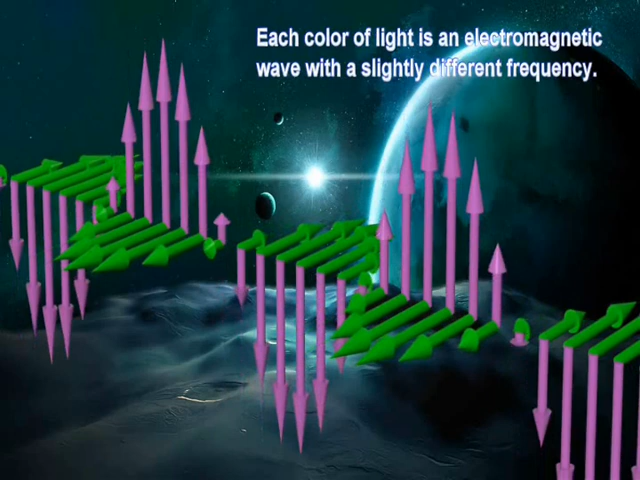 Each color of light is an electromagnetic
wave with a slightly different frequency.